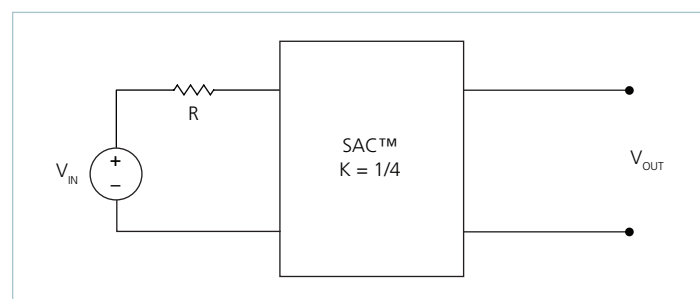 R
SAC™
K = 1/4
V_IN
+
−
V_OUT